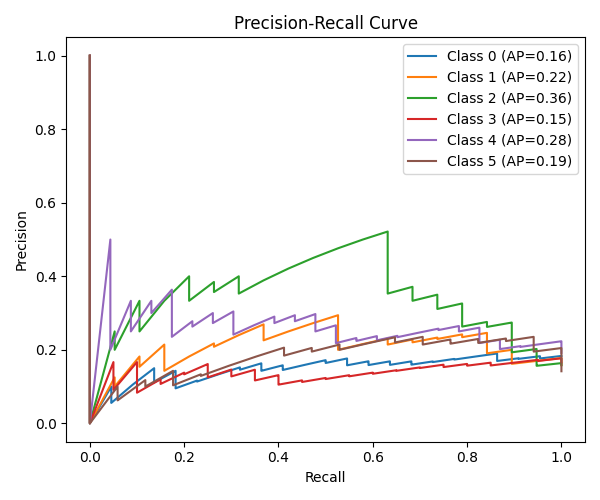 Precision-Recall Curve
Class 0 (AP=0.16)
Class 1 (AP=0.22)
Class 2 (AP=0.36)
Class 3 (AP=0.15)
Class 4 (AP=0.28)
Class 5 (AP=0.19)
Precision
1.0
0.8
0.6
0.4
0.2
0.0
0.0 0.2 0.4 0.6 0.8 1.0
Recall